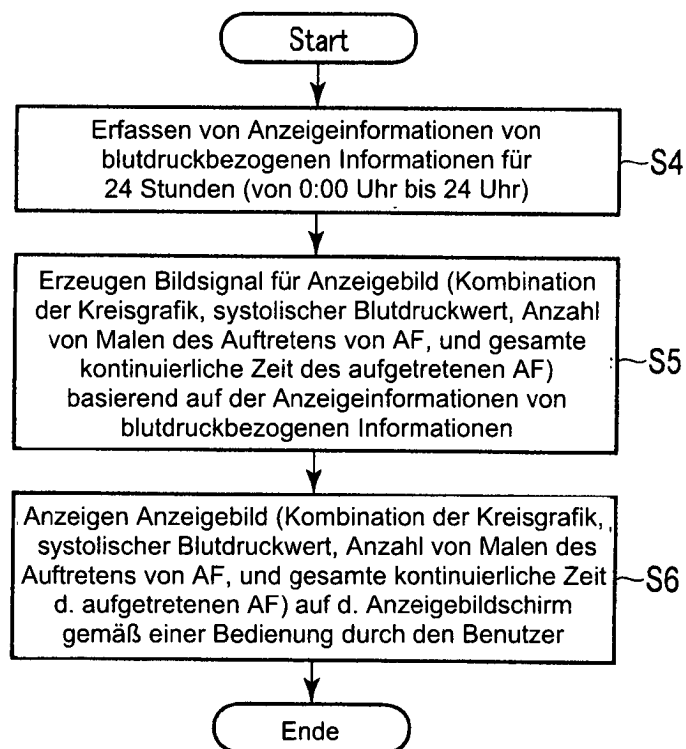 Start
Erfassen von Anzeigeinformationen von
blutdruckbezogenen Informationen für
24 Stunden (von 0:00 Uhr bis 24 Uhr)
S4
Erzeugen Bildsignal für Anzeigebild (Kombination
der Kreisgrafik, systolischer Blutdruckwert, Anzahl
von Malen des Auftretens von AF, und gesamte
kontinuierliche Zeit des aufgetretenen AF)
basierend auf der Anzeigeinformationen von
blutdruckbezogenen Informationen
S5
Anzeigen Anzeigebild (Kombination der Kreisgrafik,
systolischer Blutdruckwert, Anzahl von Malen des
Auftretens von AF, und gesamte kontinuierliche Zeit
d. aufgetretenen AF) auf d. Anzeigebildschirm
gemäß einer Bedienung durch den Benutzer
S6
Ende